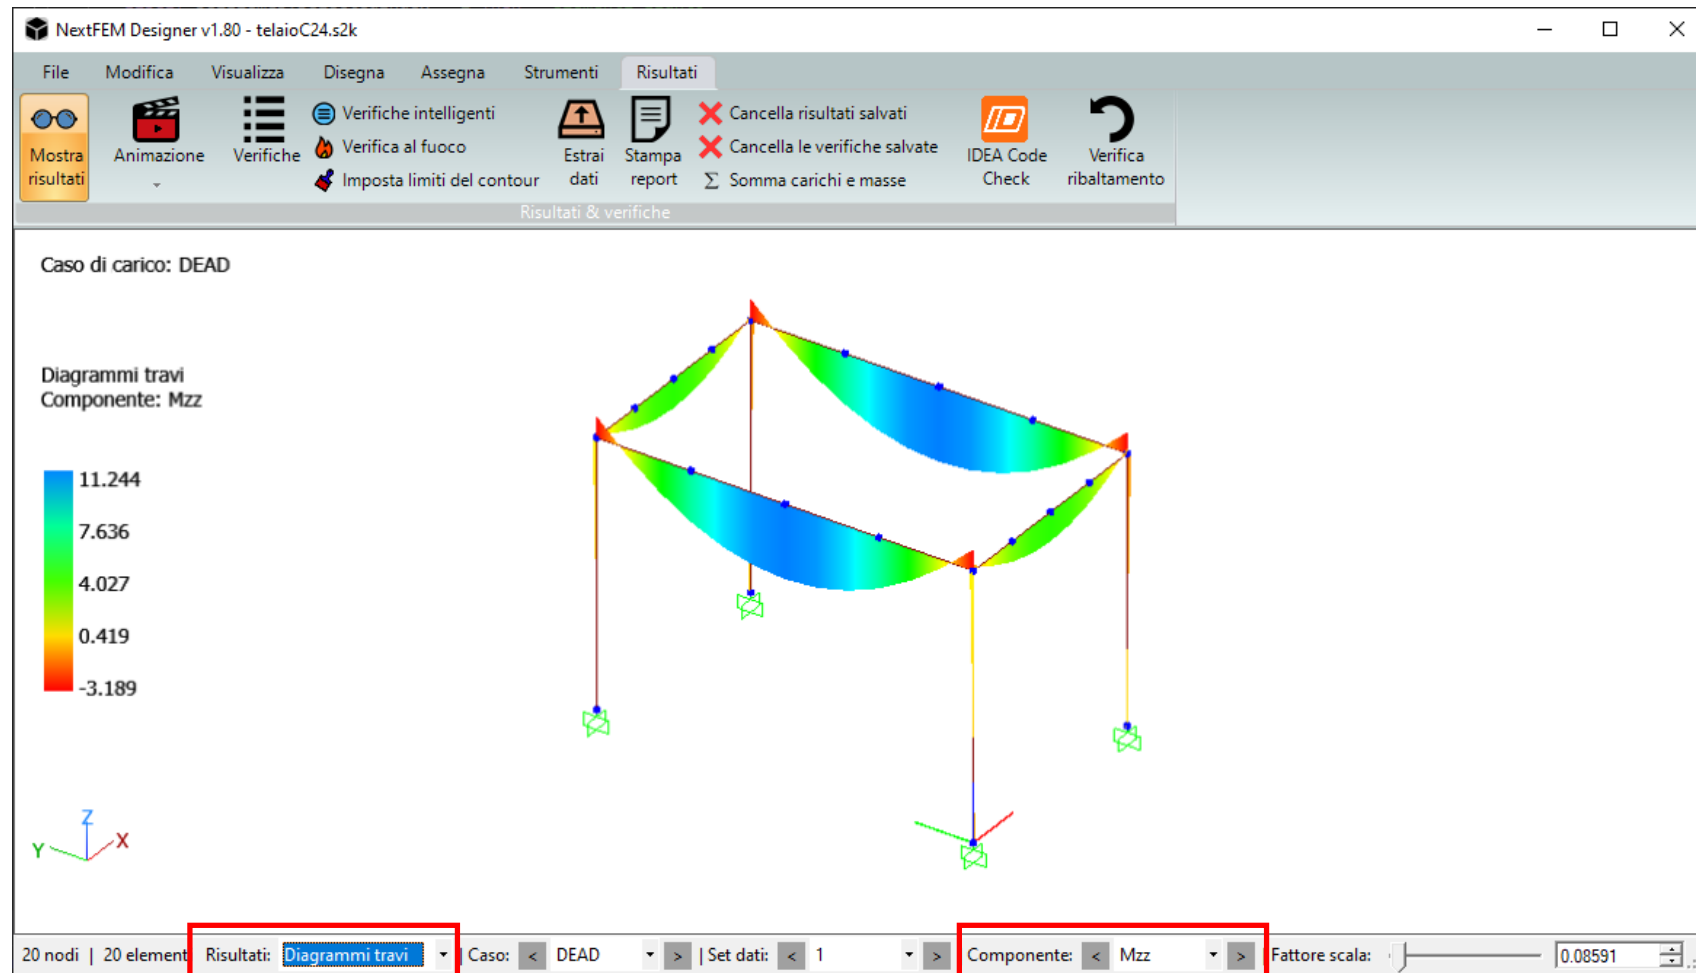 NextFEM Designer v1.80 - telaioC24.s2k
File Modifica Visualizza Disegna Assegna Strumenti Risultati
Mostra risultati
Animazione
Verifiche
Verifiche intelligenti
Verifica al fuoco
Imposta limiti del contour
Estrai dati
Stampa report
Cancella risultati salvati
Cancella le verifiche salvate
Σ Somma carichi e masse
IDEA Code Check
Verifica ribaltamento
Risultati & verifiche
Caso di carico: DEAD
Diagrammi travi
Componente: Mzz
11.244
7.636
4.027
0.419
-3.189
Z
Y X
20 nodi | 20 element Risultati: Diagrammi travi | Caso: < DEAD > | Set dati: < 1 > Componente: < Mzz > | Fattore scala: 0.08591